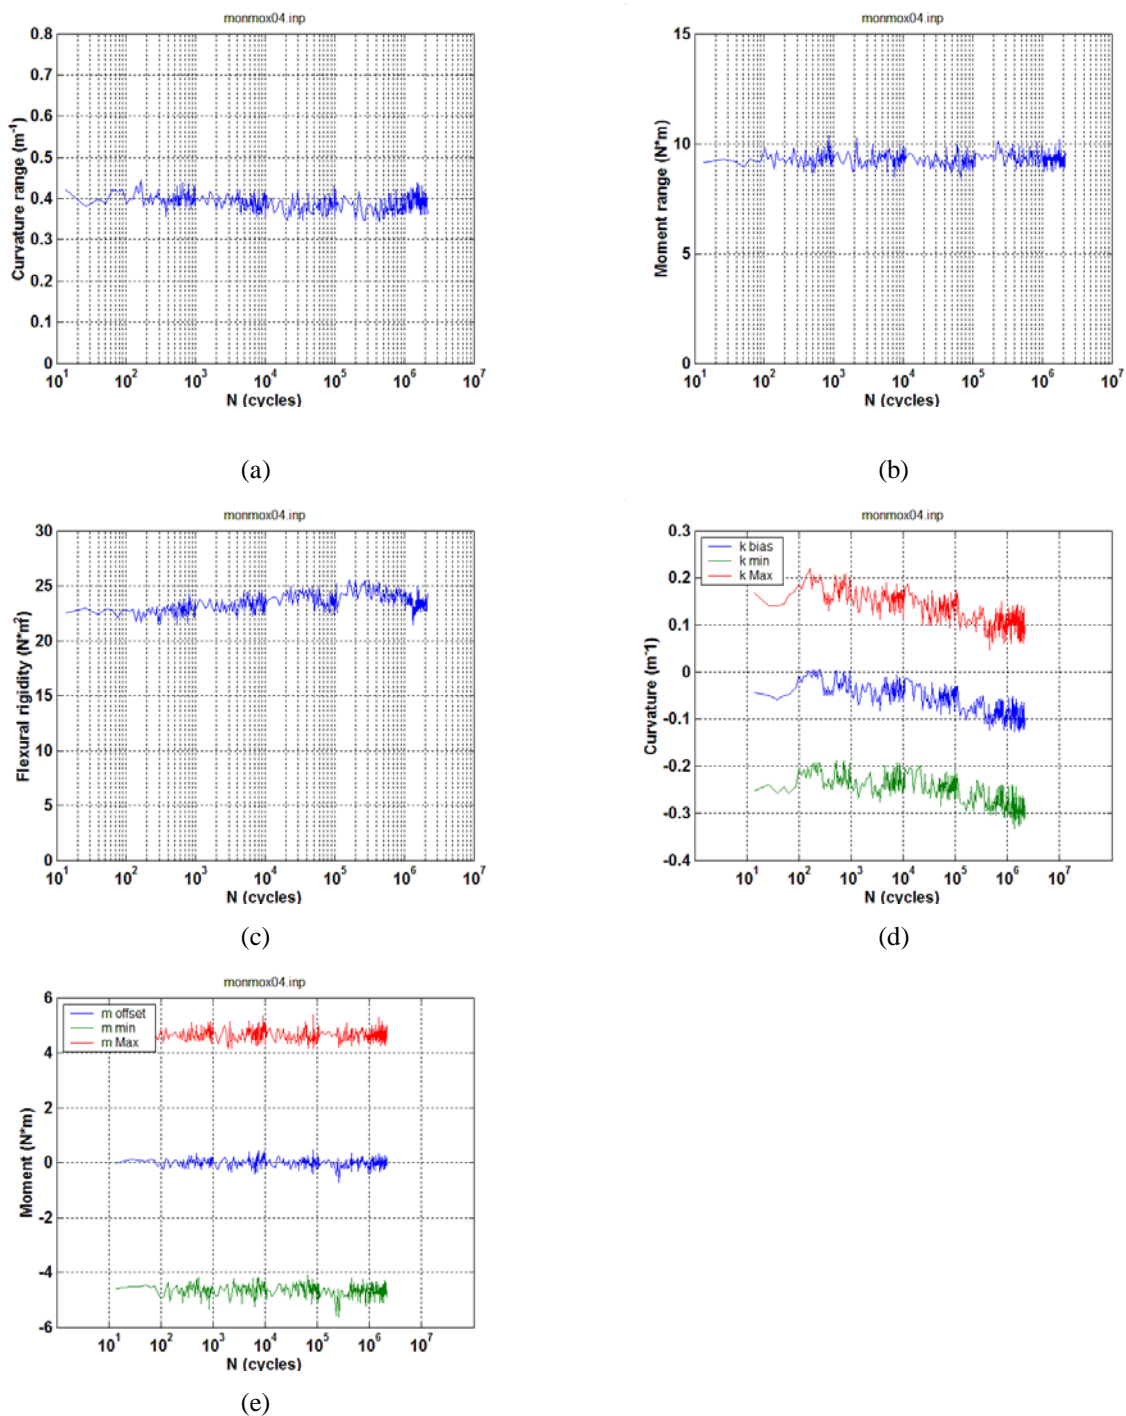 monmox04.inp
0.8
0.7
0.6
0.5
0.4
0.3
0.2
0.1
0
Curvature range (m⁻¹)
10¹ 10² 10³ 10⁴ 10⁵ 10⁶ 10⁷
N (cycles)
(a)
monmox04.inp
15
10
5
0
Moment range (N*m)
10¹ 10² 10³ 10⁴ 10⁵ 10⁶ 10⁷
N (cycles)
(b)
monmox04.inp
30
25
20
15
10
5
0
Flexural rigidity (N*m²)
10¹ 10² 10³ 10⁴ 10⁵ 10⁶ 10⁷
N (cycles)
(c)
monmox04.inp
k bias
k min
k Max
0.3
0.2
0.1
0
-0.1
-0.2
-0.3
-0.4
Curvature (m⁻¹)
10¹ 10² 10³ 10⁴ 10⁵ 10⁶ 10⁷
N (cycles)
(d)
monmox04.inp
m offset
m min
m Max
6
4
2
0
-2
-4
-6
Moment (N*m)
10¹ 10² 10³ 10⁴ 10⁵ 10⁶ 10⁷
N (cycles)
(e)